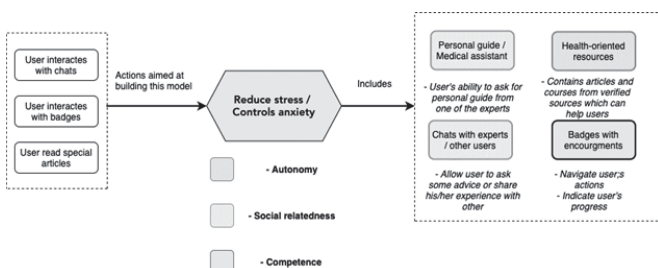 User interactes
with chats
User interactes
with badges
User read special
articles
Actions aimed at
building this model
Reduce stress /
Controls anxiety
Includes
Personal guide /
Medical assistant
- User's ability to ask for
personal guide from
one of the experts
Health-oriented
resources
- Contains articles and
courses from verified
sources which can
help users
Chats with experts
/ other users
- Allow user to ask
some advice or share
his/her experience with
other
Badges with
encourgments
- Navigate user;s
actions
- Indicate user's
progress
- Autonomy
- Social relatedness
- Competence